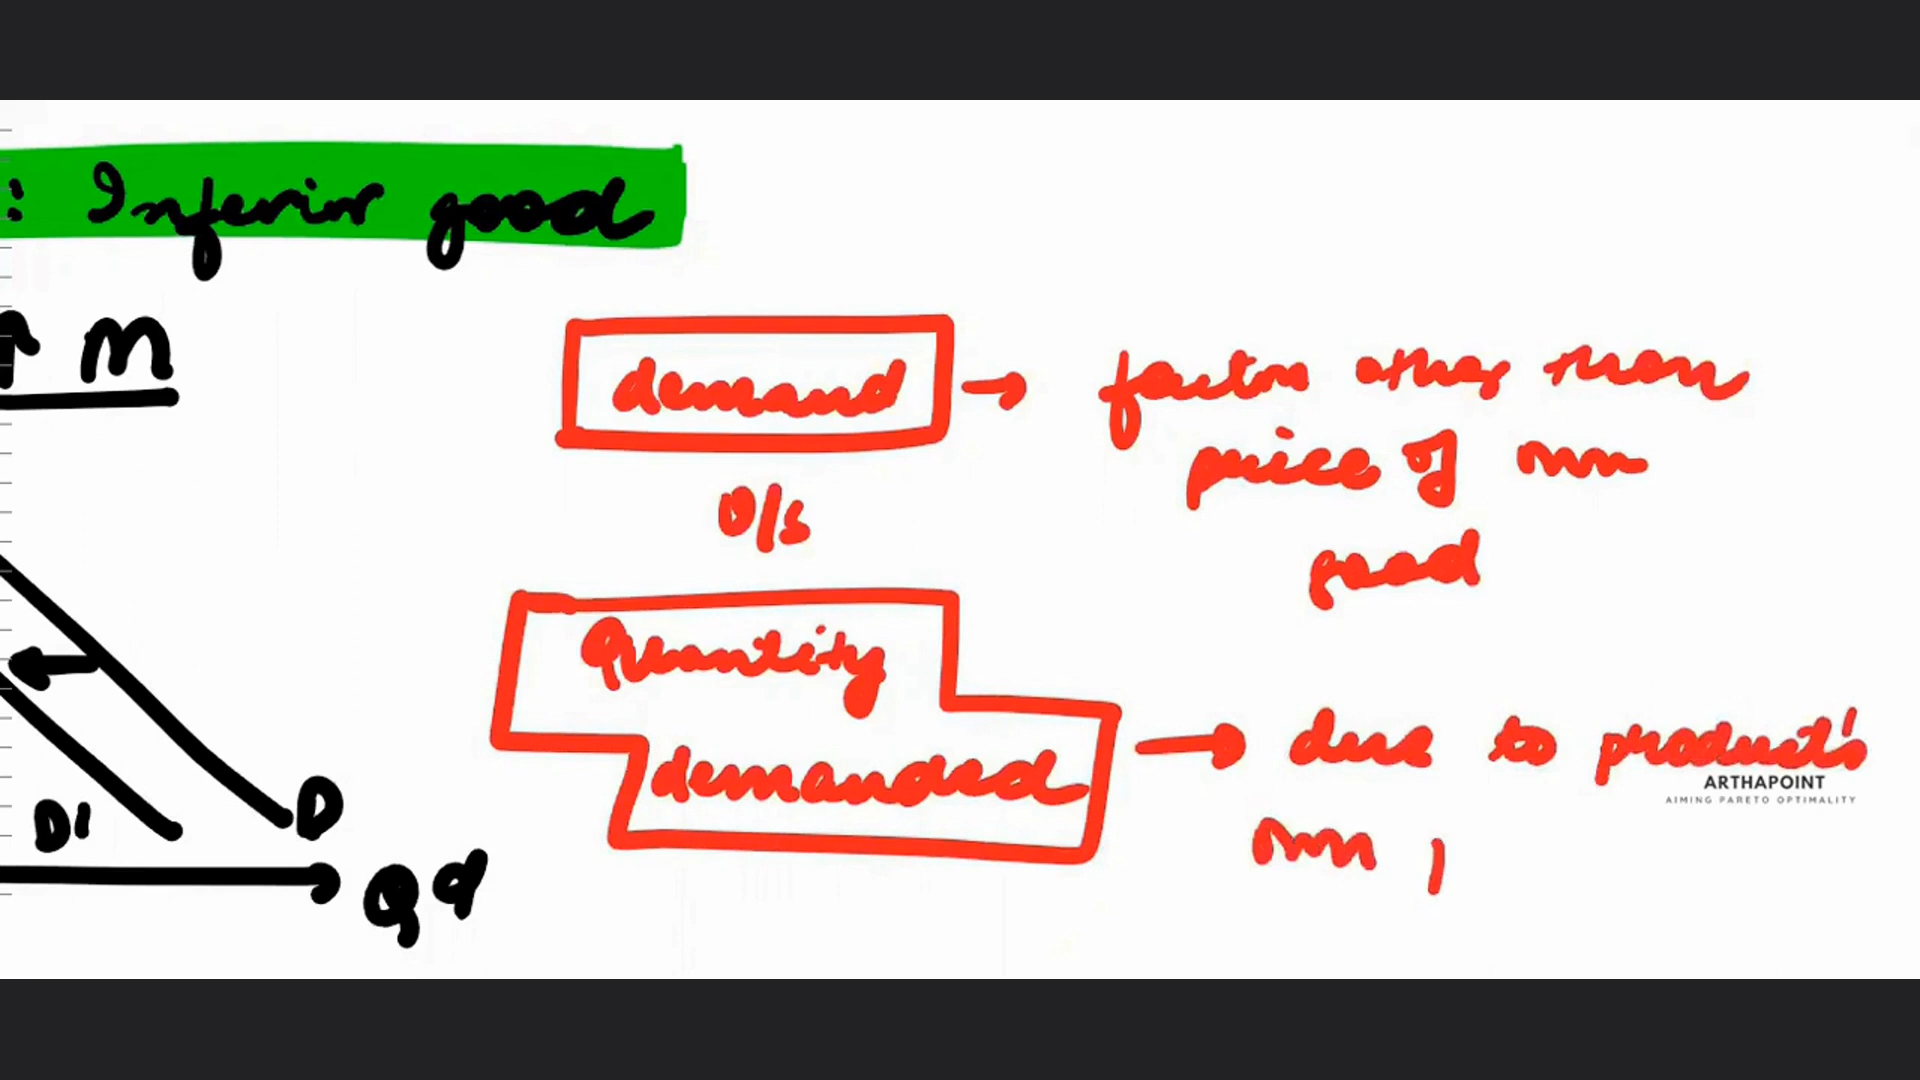 : Inferior good
↑ M
demand → factors other than
price of own
good
v/s
Quantity
demanded → due to product's
own p
ARTHAPOINT
AIMING PARETO OPTIMALITY
D
D1
Qd